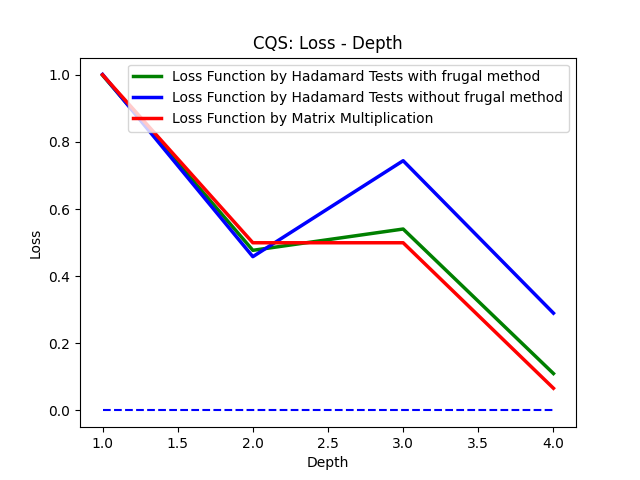 CQS: Loss - Depth
Loss Function by Hadamard Tests with frugal method
Loss Function by Hadamard Tests without frugal method
Loss Function by Matrix Multiplication
1.0
0.8
0.6
0.4
0.2
0.0
Loss
1.0 1.5 2.0 2.5 3.0 3.5 4.0
Depth